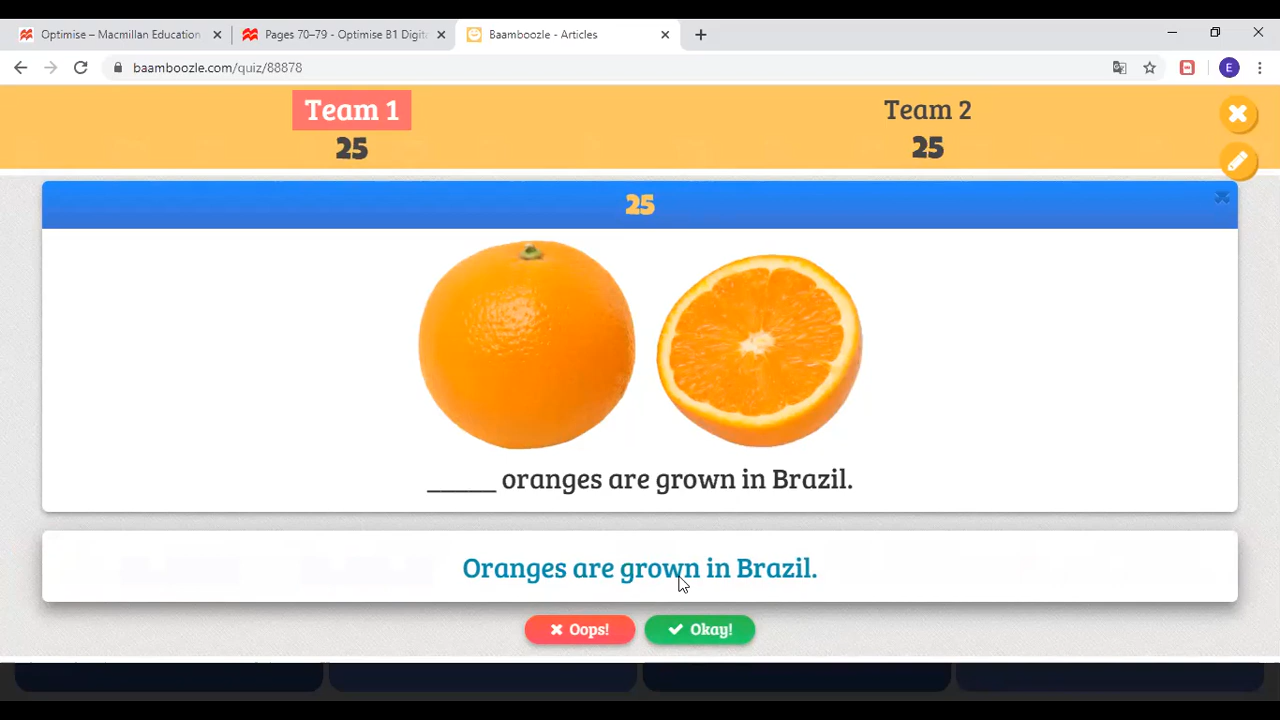 Optimise – Macmillan Education
Pages 70–79 - Optimise B1 Digit
Baamboozle - Articles
baamboozle.com/quiz/88878
E
Team 1
25
Team 2
25
25
_____ oranges are grown in Brazil.
Oranges are grown in Brazil.
Oops!
Okay!